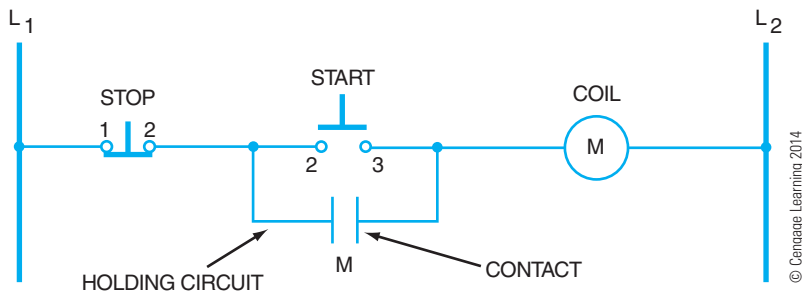 L1
L2
START
STOP
COIL
1 2
2 3
M
M
HOLDING CIRCUIT
CONTACT
© Cengage Learning 2014